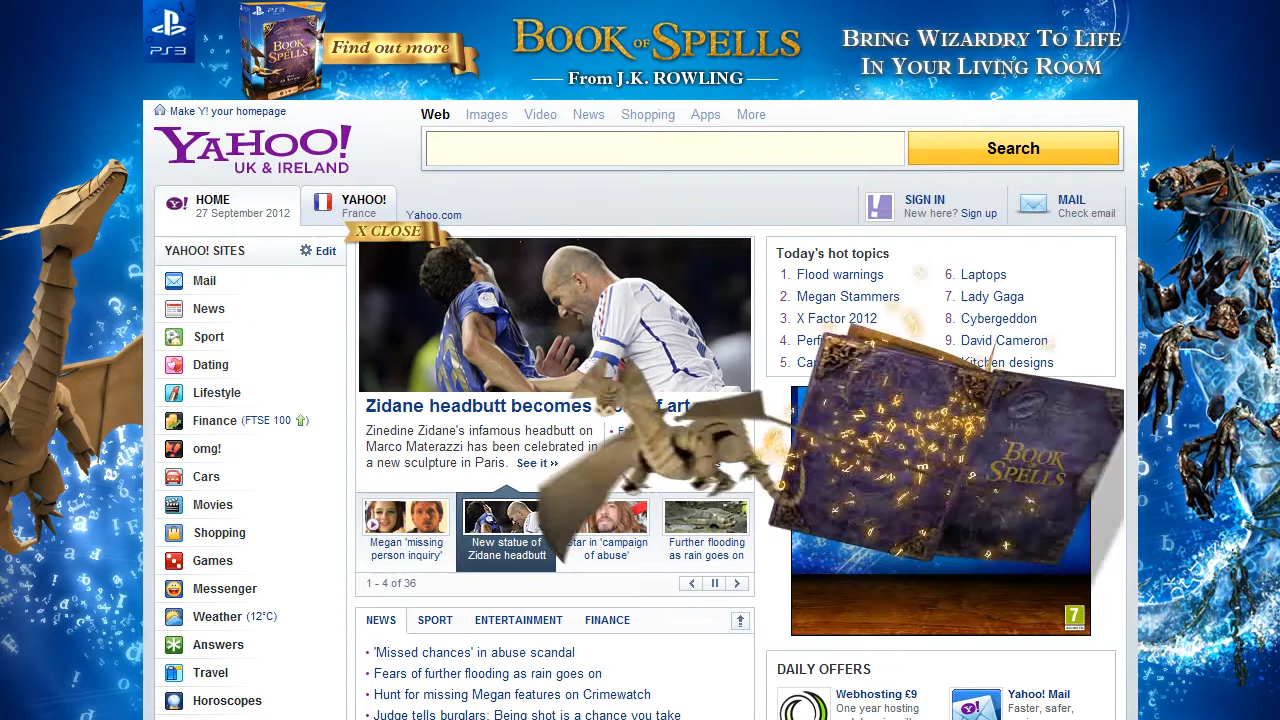 PS3
PS3
BOOK OF SPELLS
Find out more
BOOK OF SPELLS
From J.K. ROWLING
BRING WIZARDRY TO LIFE
IN YOUR LIVING ROOM
Make Y! your homepage
Web Images Video News Shopping Apps More
YAHOO!
UK & IRELAND
Search
HOME
27 September 2012
YAHOO!
France
Yahoo.com
SIGN IN
New here? Sign up
MAIL
Check email
X CLOSE
YAHOO! SITES
Edit
Mail
News
Sport
Dating
Lifestyle
Finance (FTSE 100)
omg!
Cars
Movies
Shopping
Games
Messenger
Weather (12°C)
Answers
Travel
Horoscopes
Zidane headbutt becomes of art
Zinedine Zidane's infamous headbutt on
Marco Materazzi has been celebrated in
a new sculpture in Paris. See it ››
Megan 'missing
person inquiry'
New statue of
Zidane headbutt
star in 'campaign
of abuse'
Further flooding
as rain goes on
1 - 4 of 36
NEWS SPORT ENTERTAINMENT FINANCE
• 'Missed chances' in abuse scandal
• Fears of further flooding as rain goes on
• Hunt for missing Megan features on Crimewatch
• Judge tells burglars: Being shot is a chance you take
Today's hot topics
1. Flood warnings
2. Megan Stammers
3. X Factor 2012
4.
5.
6. Laptops
7. Lady Gaga
8. Cybergeddon
9. David Cameron
Kitchen designs
BOOK OF SPELLS
7
DAILY OFFERS
Webhosting £9
One year hosting
Yahoo! Mail
Faster, safer,